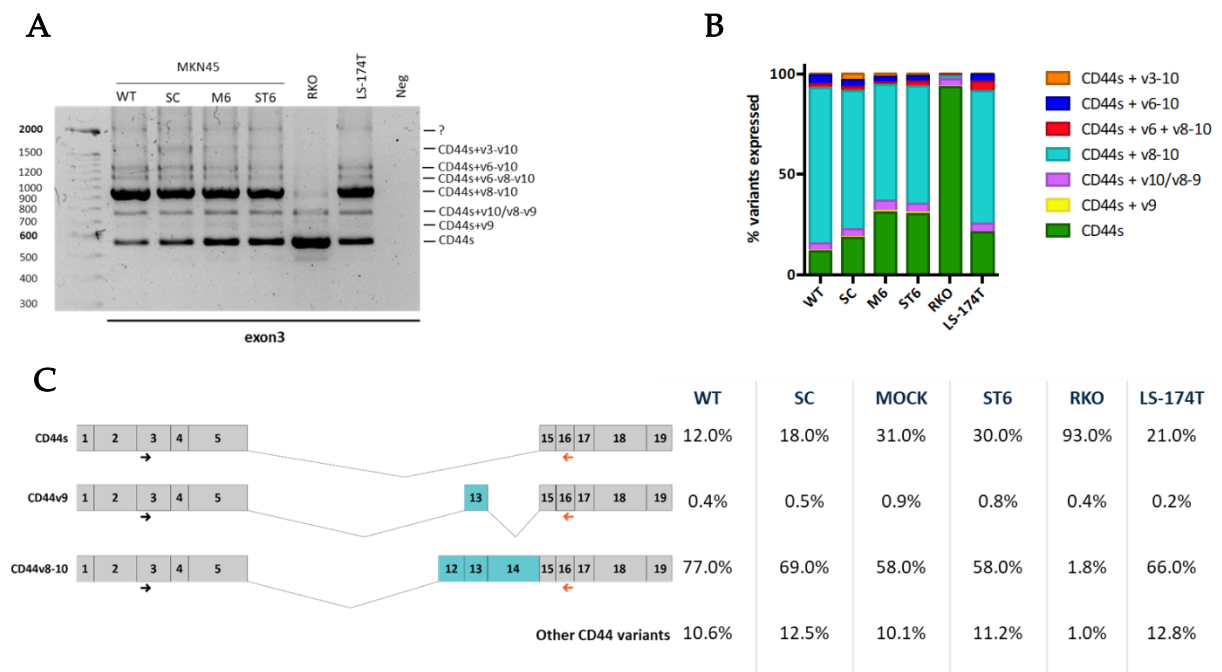 A
MKN45
WT SC M6 ST6 RKO LS-174T Neg
2000
1500
1200
1000
900
800
700
600
500
400
300
?
CD44s+v3-v10
CD44s+v6-v10
CD44s+v6-v8-v10
CD44s+v8-v10
CD44s+v10/v8-v9
CD44s+v9
CD44s
exon3
B
% variants expressed
100
50
0
WT SC M6 ST6 RKO LS-174T
CD44s + v3-10
CD44s + v6-10
CD44s + v6 + v8-10
CD44s + v8-10
CD44s + v10/v8-9
CD44s + v9
CD44s
C
WT SC MOCK ST6 RKO LS-174T
CD44s 1 2 3 4 5 15 16 17 18 19 12.0% 18.0% 31.0% 30.0% 93.0% 21.0%
CD44v9 1 2 3 4 5 13 15 16 17 18 19 0.4% 0.5% 0.9% 0.8% 0.4% 0.2%
CD44v8-10 1 2 3 4 5 12 13 14 15 16 17 18 19 77.0% 69.0% 58.0% 58.0% 1.8% 66.0%
Other CD44 variants 10.6% 12.5% 10.1% 11.2% 1.0% 12.8%